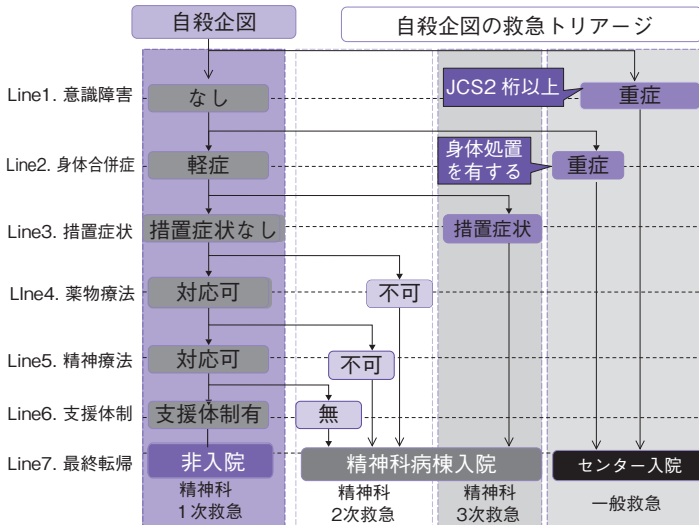 自殺企図
自殺企図の救急トリアージ
Line1. 意識障害
なし
JCS2桁以上
重症
Line2. 身体合併症
軽症
身体処置
を有する
重症
Line3. 措置症状
措置症状なし
措置症状
LIne4. 薬物療法
対応可
不可
Line5. 精神療法
対応可
不可
Line6. 支援体制
支援体制有
無
Line7. 最終転帰
非入院
精神科病棟入院
センター入院
精神科
1次救急
精神科
2次救急
精神科
3次救急
一般救急